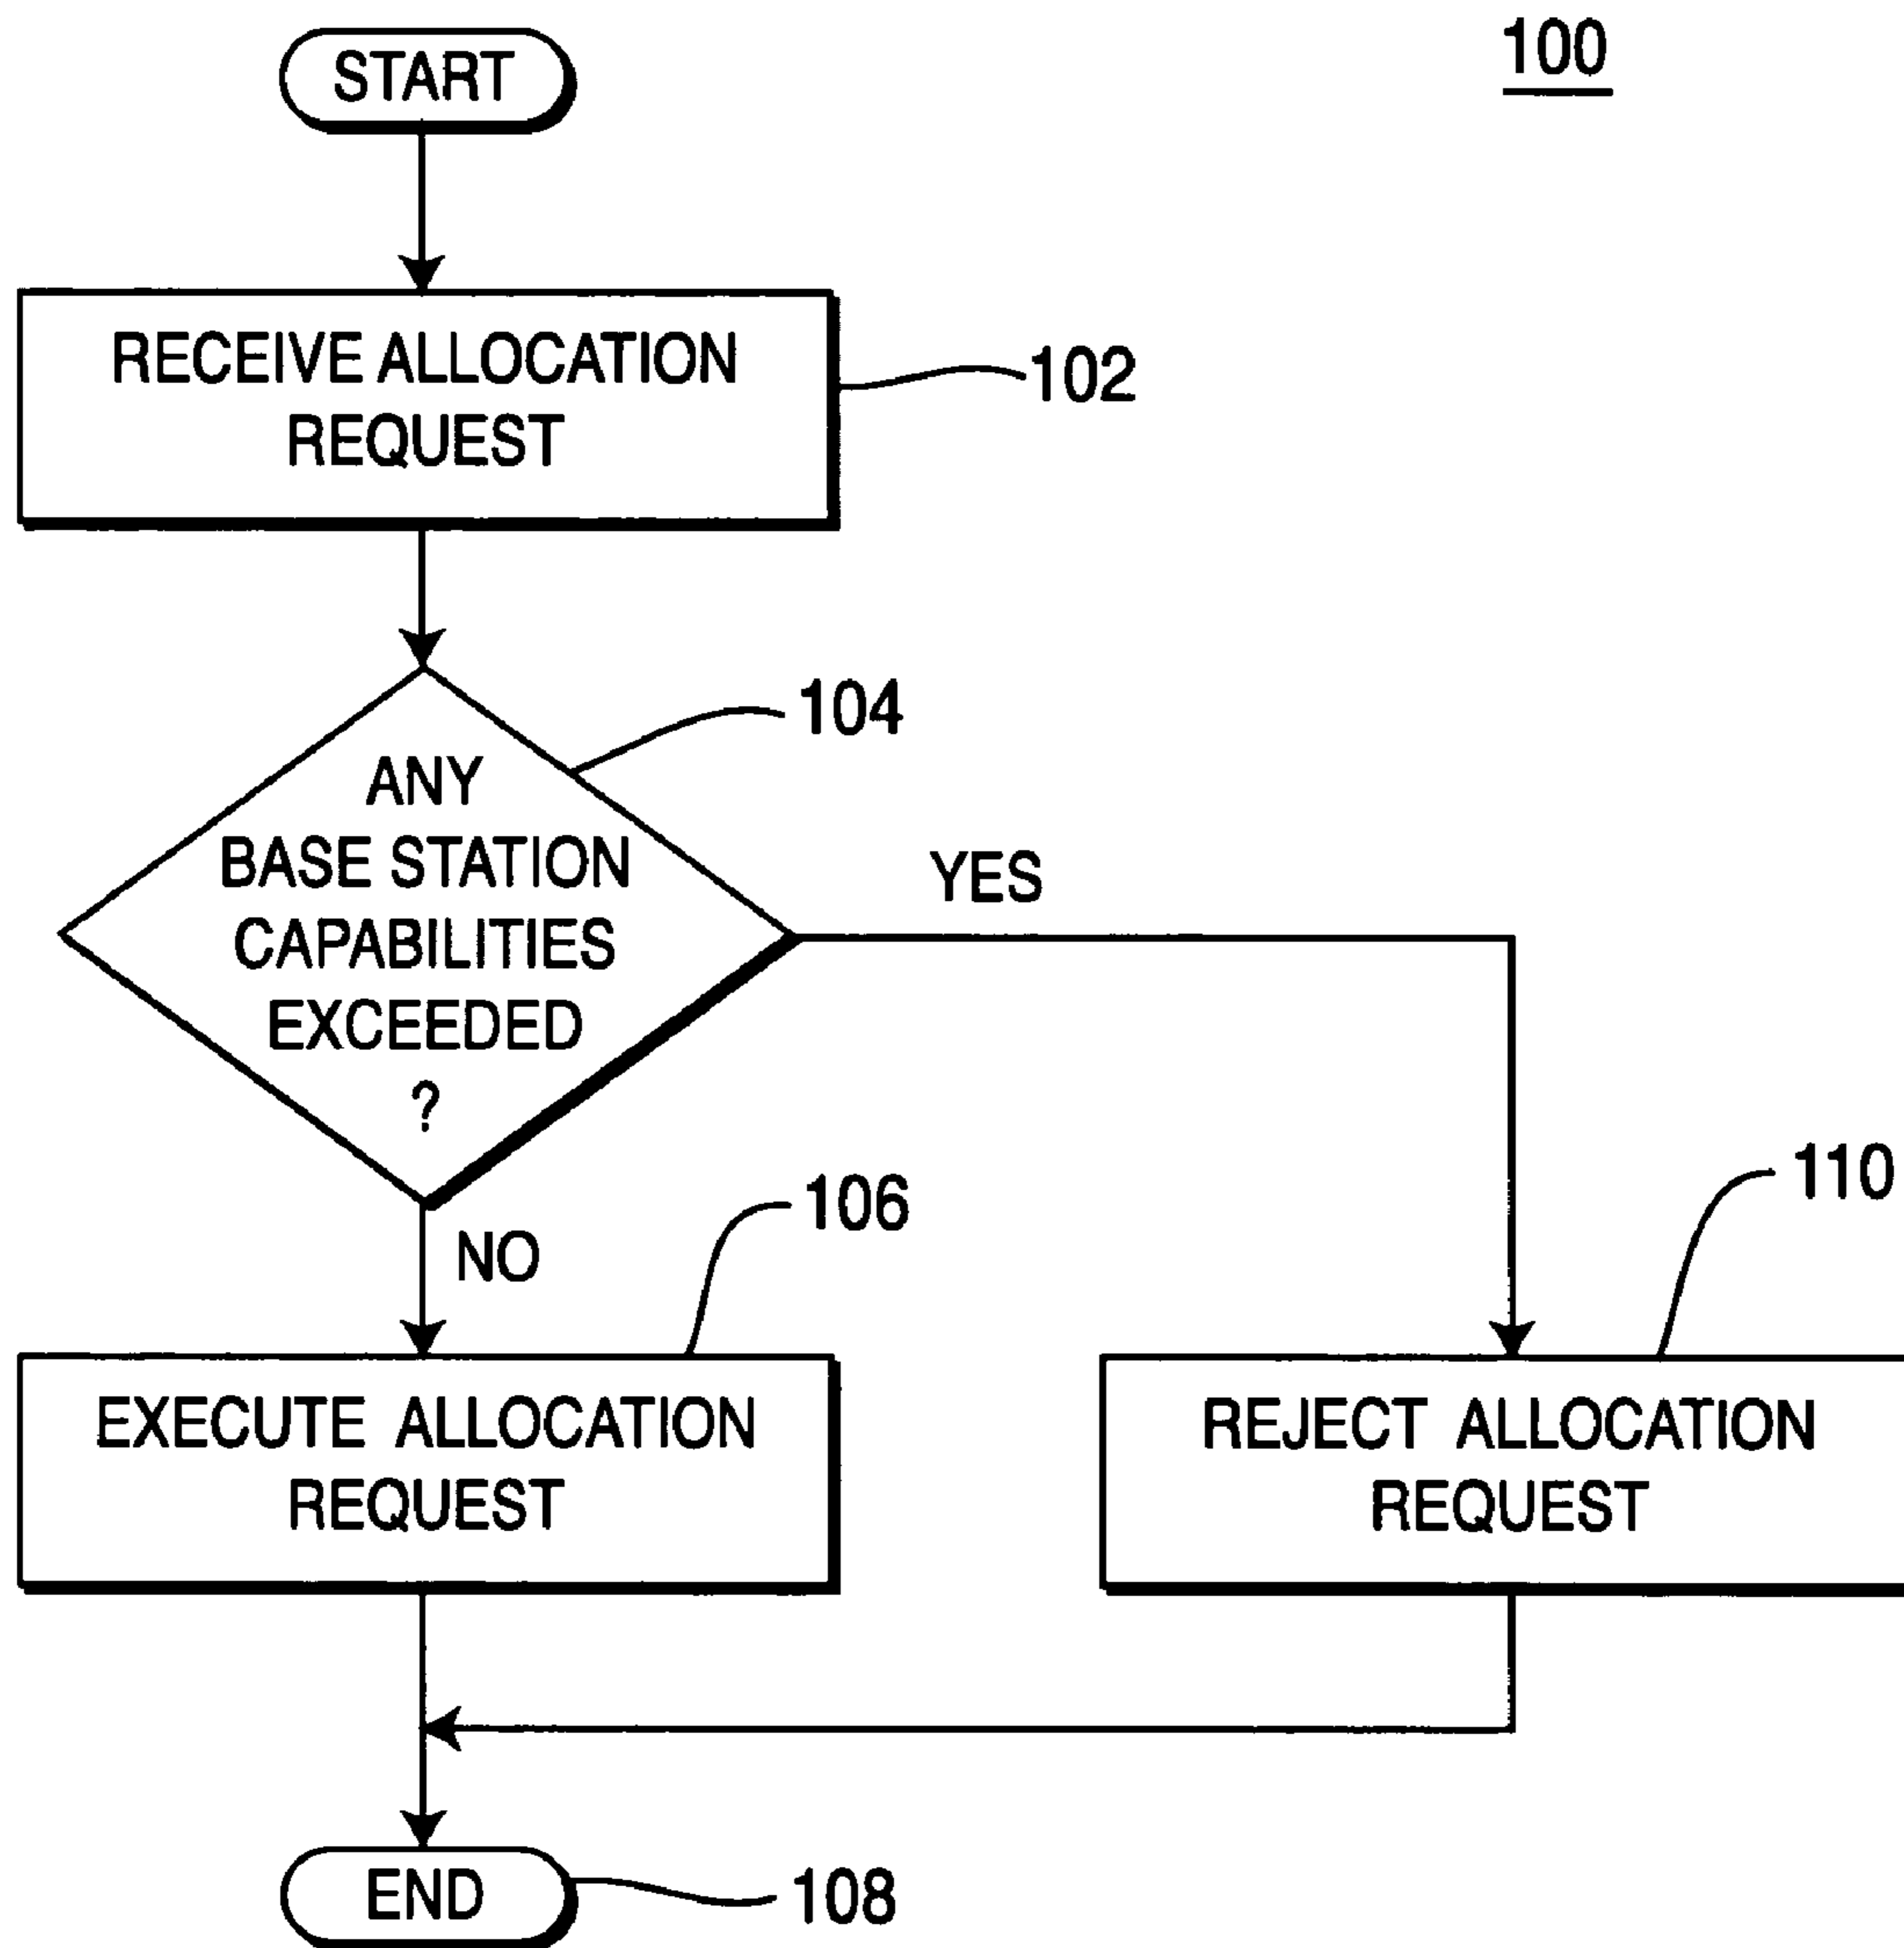 START
100
RECEIVE ALLOCATION
REQUEST
102
104
ANY
BASE STATION
CAPABILITIES
EXCEEDED
?
YES
NO
106
110
EXECUTE ALLOCATION
REQUEST
REJECT ALLOCATION
REQUEST
END
108